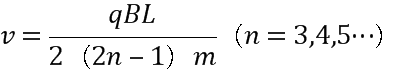 v = qBL / 2 (2n − 1) m (n = 3,4,5⋯)